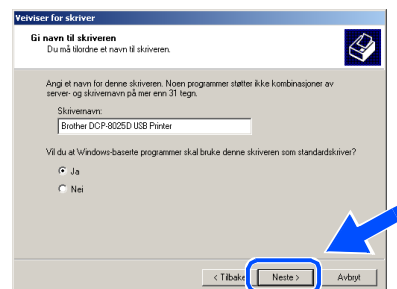 Veiviser for skriver
Gi navn til skriveren
Du må tilordne et navn til skriveren.
Angi et navn for denne skriveren. Noen programmer støtter ikke kombinasjoner av
server- og skrivernavn på mer enn 31 tegn.
Skrivernavn:
Brother DCP-8025D USB Printer
Vil du at Windows-baserte programmer skal bruke denne skriveren som standardskriver?
Ja
Nei
< Tilbake Neste > Avbryt